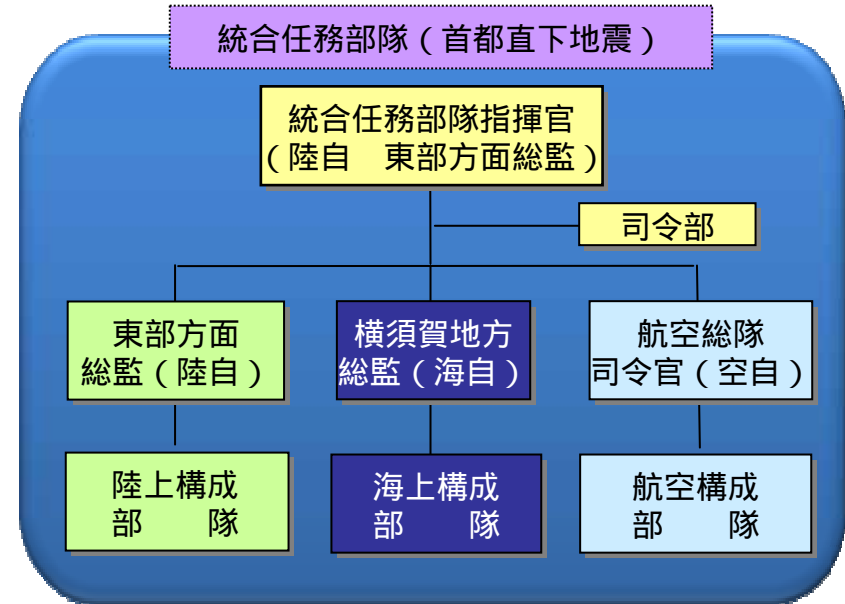 統合任務部隊（首都直下地震）
統合任務部隊指揮官
（陸自　東部方面総監）
司令部
東部方面
総監（陸自）
横須賀地方
総監（海自）
航空総隊
司令官（空自）
陸上構成
部　　隊
海上構成
部　　隊
航空構成
部　　隊